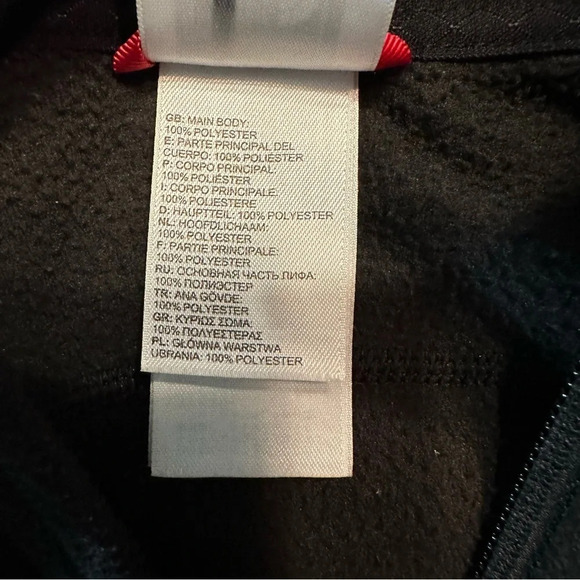 GB: MAIN BODY:
100% POLYESTER
E: PARTE PRINCIPAL DEL
CUERPO: 100% POLIÉSTER
P: CORPO PRINCIPAL:
100% POLIÉSTER
I: CORPO PRINCIPALE:
100% POLIESTERE
D: HAUPTTEIL: 100% POLYESTER
NL: HOOFDLICHAAM:
100% POLYESTER
F: PARTIE PRINCIPALE:
100% POLYESTER
RU: ОСНОВНАЯ ЧАСТЬ ЛИФА:
100% ПОЛИЭСТЕР
TR: ANA GÖVDE:
100% POLYESTER
GR: ΚΥΡΙΩΣ ΣΩΜΑ:
100% ΠΟΛΥΕΣΤΕΡΑΣ
PL: GŁÓWNA WARSTWA
UBRANIA: 100% POLYESTER